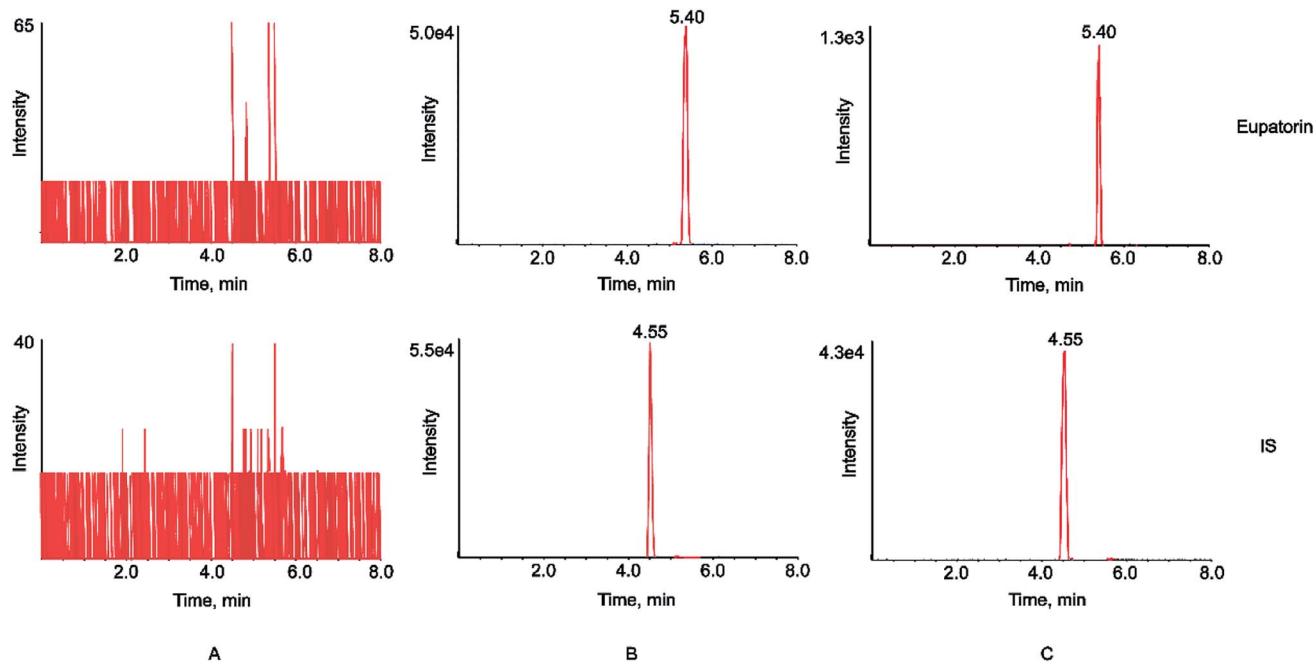 65
Intensity
2.0 4.0 6.0 8.0
Time, min
5.40
5.0e4
Intensity
2.0 4.0 6.0 8.0
Time, min
5.40
1.3e3
Intensity
2.0 4.0 6.0 8.0
Time, min
Eupatorin
40
Intensity
2.0 4.0 6.0 8.0
Time, min
4.55
5.5e4
Intensity
2.0 4.0 6.0 8.0
Time, min
4.55
4.3e4
Intensity
2.0 4.0 6.0 8.0
Time, min
IS
A B C